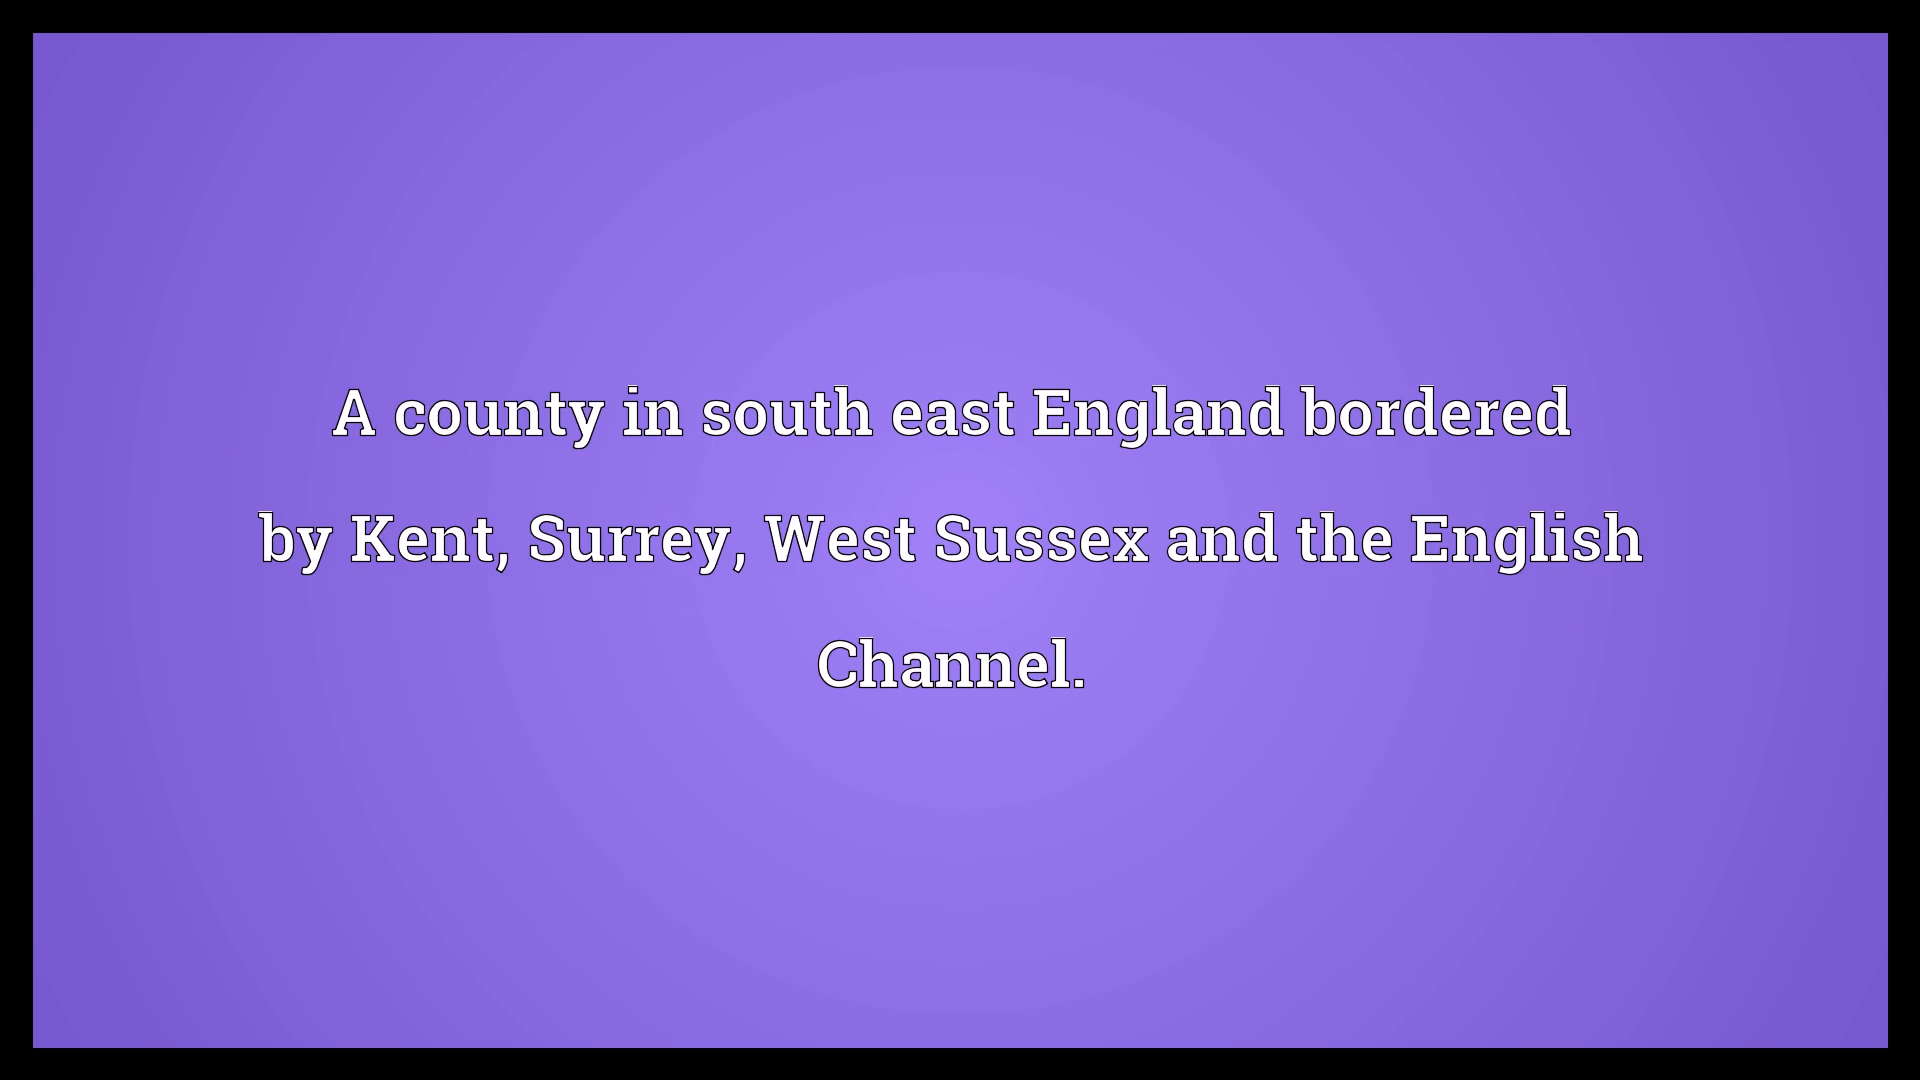 A county in south east England bordered
by Kent, Surrey, West Sussex and the English
Channel.